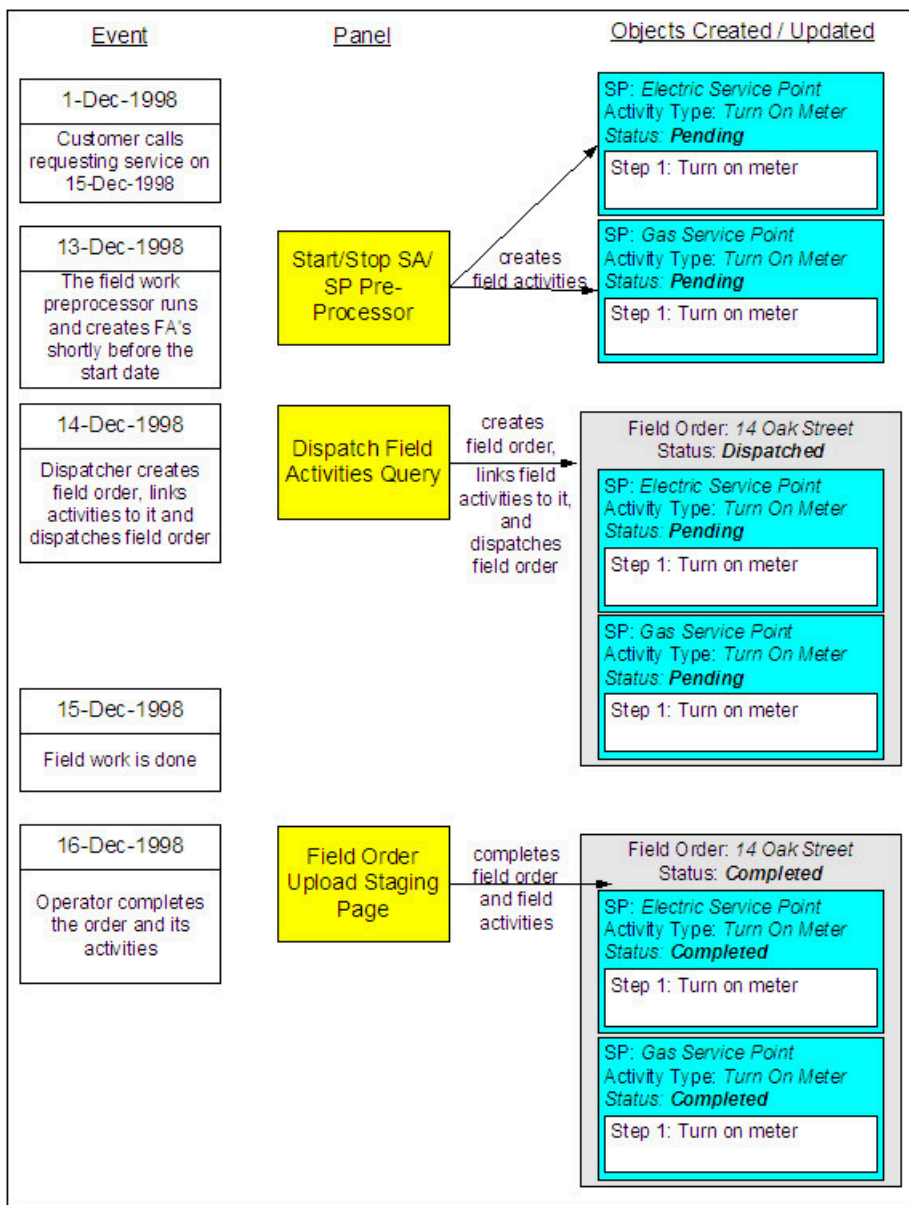 Event
Panel
Objects Created / Updated
1-Dec-1998
Customer calls
requesting service on
15-Dec-1998
SP: Electric Service Point
Activity Type: Turn On Meter
Status: Pending
Step 1: Turn on meter
13-Dec-1998
The field work
preprocessor runs
and creates FA's
shortly before the
start date
Start/Stop SA/
SP Pre-
Processor
creates
field activities
SP: Gas Service Point
Activity Type: Turn On Meter
Status: Pending
Step 1: Turn on meter
14-Dec-1998
Dispatcher creates
field order, links
activities to it and
dispatches field order
Dispatch Field
Activities Query
creates
field order,
links field
activities to it,
and
dispatches
field order
Field Order: 14 Oak Street
Status: Dispatched
SP: Electric Service Point
Activity Type: Turn On Meter
Status: Pending
Step 1: Turn on meter
SP: Gas Service Point
Activity Type: Turn On Meter
Status: Pending
Step 1: Turn on meter
15-Dec-1998
Field work is done
16-Dec-1998
Operator completes
the order and its
activities
Field Order
Upload Staging
Page
completes
field order
and field
activities
Field Order: 14 Oak Street
Status: Completed
SP: Electric Service Point
Activity Type: Turn On Meter
Status: Completed
Step 1: Turn on meter
SP: Gas Service Point
Activity Type: Turn On Meter
Status: Completed
Step 1: Turn on meter